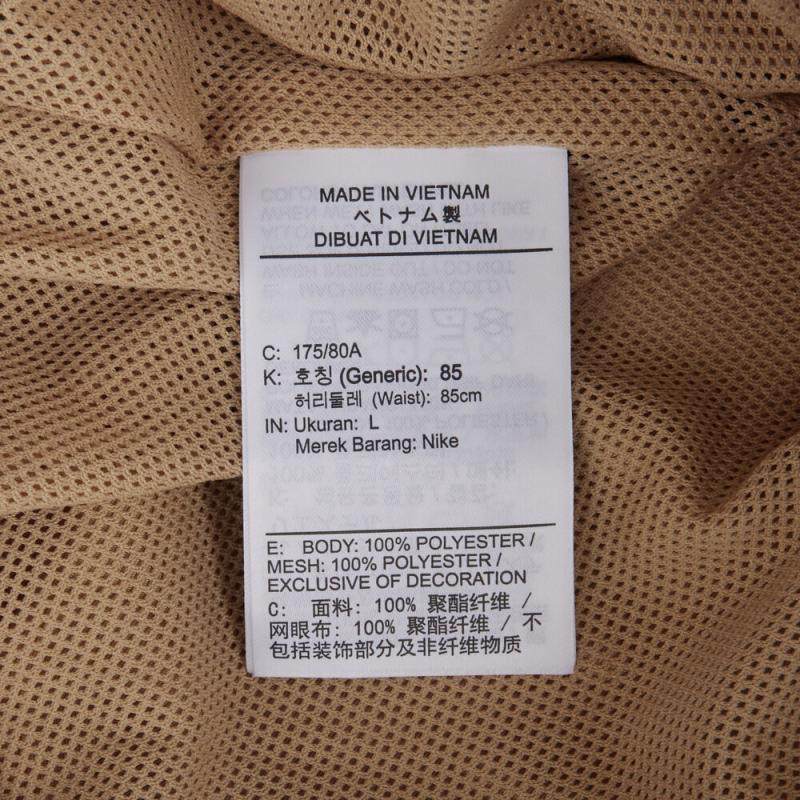 MADE IN VIETNAM
ベトナム製
DIBUAT DI VIETNAM
C: 175/80A
K: 호칭 (Generic): 85
허리둘레 (Waist): 85cm
IN: Ukuran: L
Merek Barang: Nike
E: BODY: 100% POLYESTER /
MESH: 100% POLYESTER /
EXCLUSIVE OF DECORATION
C: 面料: 100% 聚酯纤维 /
网眼布: 100% 聚酯纤维 / 不
包括装饰部分及非纤维物质